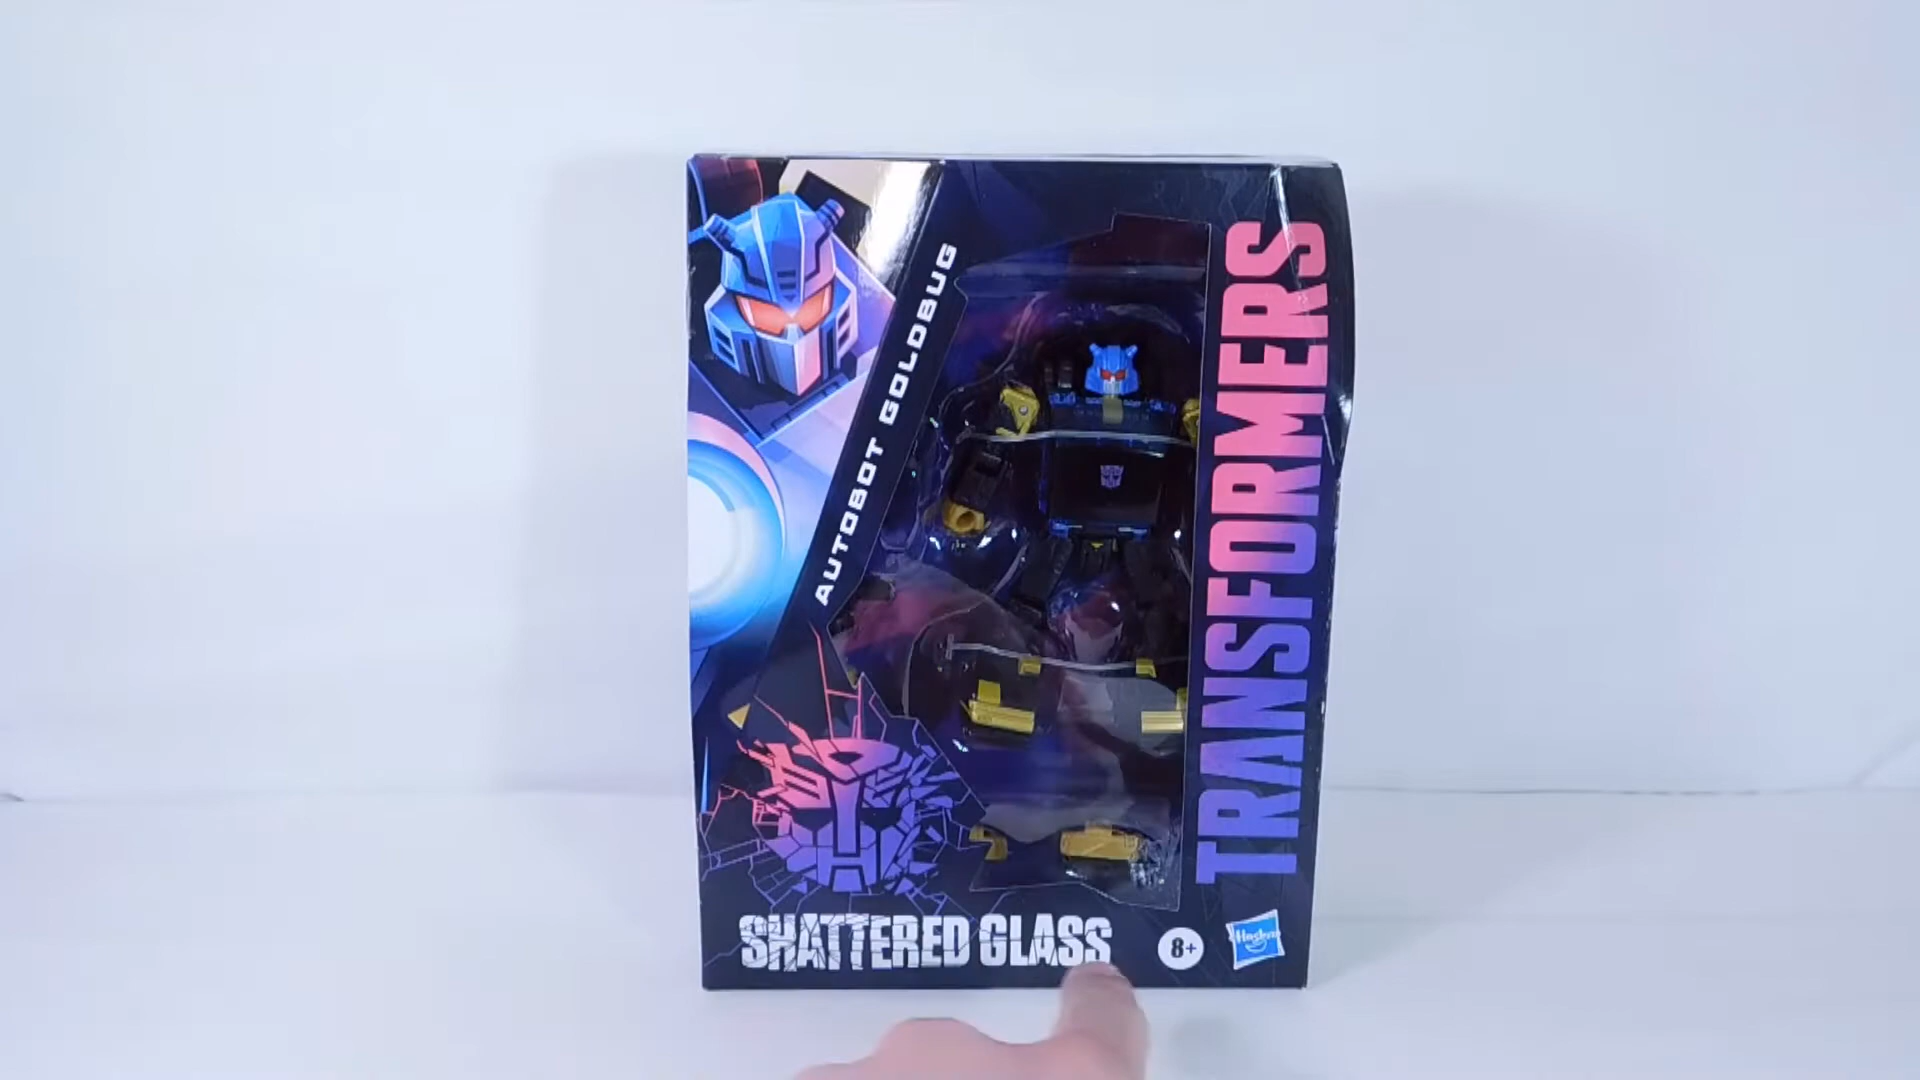 AUTOBOT GOLDBUG
TRANSFORMERS
SHATTERED GLASS
8+
Hasbro